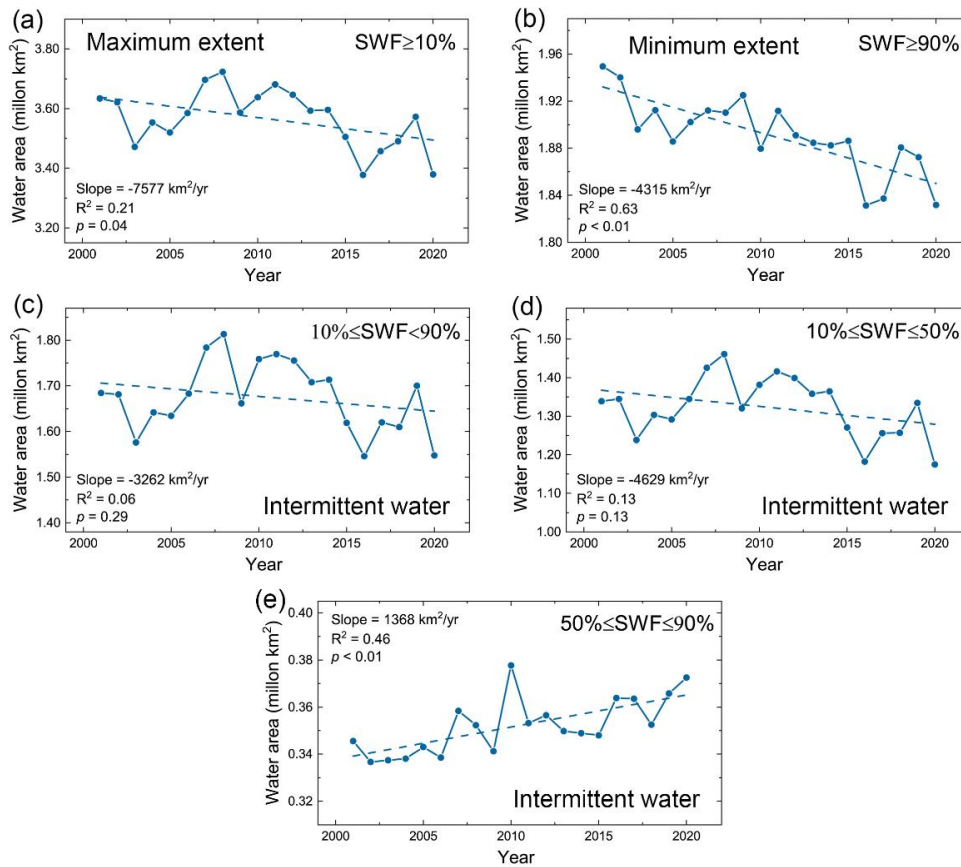 (a)
Maximum extent
SWF≥10%
Water area (millon km²)
3.80
3.60
3.40
3.20
Slope = -7577 km²/yr
R² = 0.21
p = 0.04
2000 2005 2010 2015 2020
Year
(b)
Minimum extent
SWF≥90%
Water area (millon km²)
1.96
1.92
1.88
1.84
1.80
Slope = -4315 km²/yr
R² = 0.63
p < 0.01
2000 2005 2010 2015 2020
Year
(c)
10%≤SWF<90%
Water area (millon km²)
1.80
1.70
1.60
1.50
1.40
Slope = -3262 km²/yr
R² = 0.06
p = 0.29
Intermittent water
2000 2005 2010 2015 2020
Year
(d)
10%≤SWF≤50%
Water area (millon km²)
1.50
1.40
1.30
1.20
1.10
1.00
Slope = -4629 km²/yr
R² = 0.13
p = 0.13
Intermittent water
2000 2005 2010 2015 2020
Year
(e)
Slope = 1368 km²/yr
R² = 0.46
p < 0.01
50%≤SWF≤90%
Water area (millon km²)
0.40
0.38
0.36
0.34
0.32
Intermittent water
2000 2005 2010 2015 2020
Year